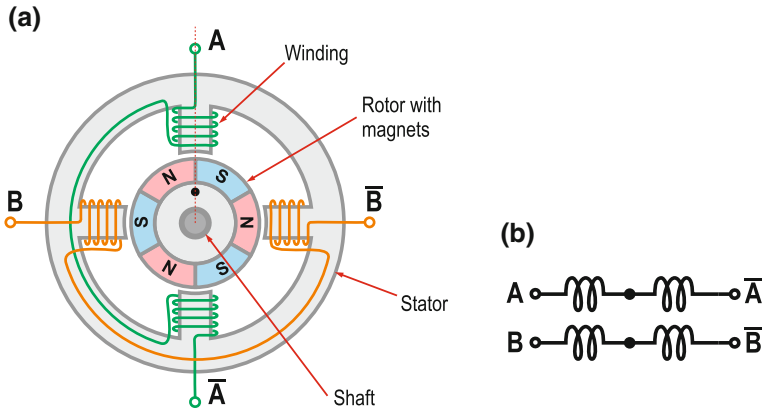 (a)
A
Winding
Rotor with
magnets
N
S
B
S
N
B̅
N
S
(b)
A
A̅
Stator
B
B̅
A̅
Shaft